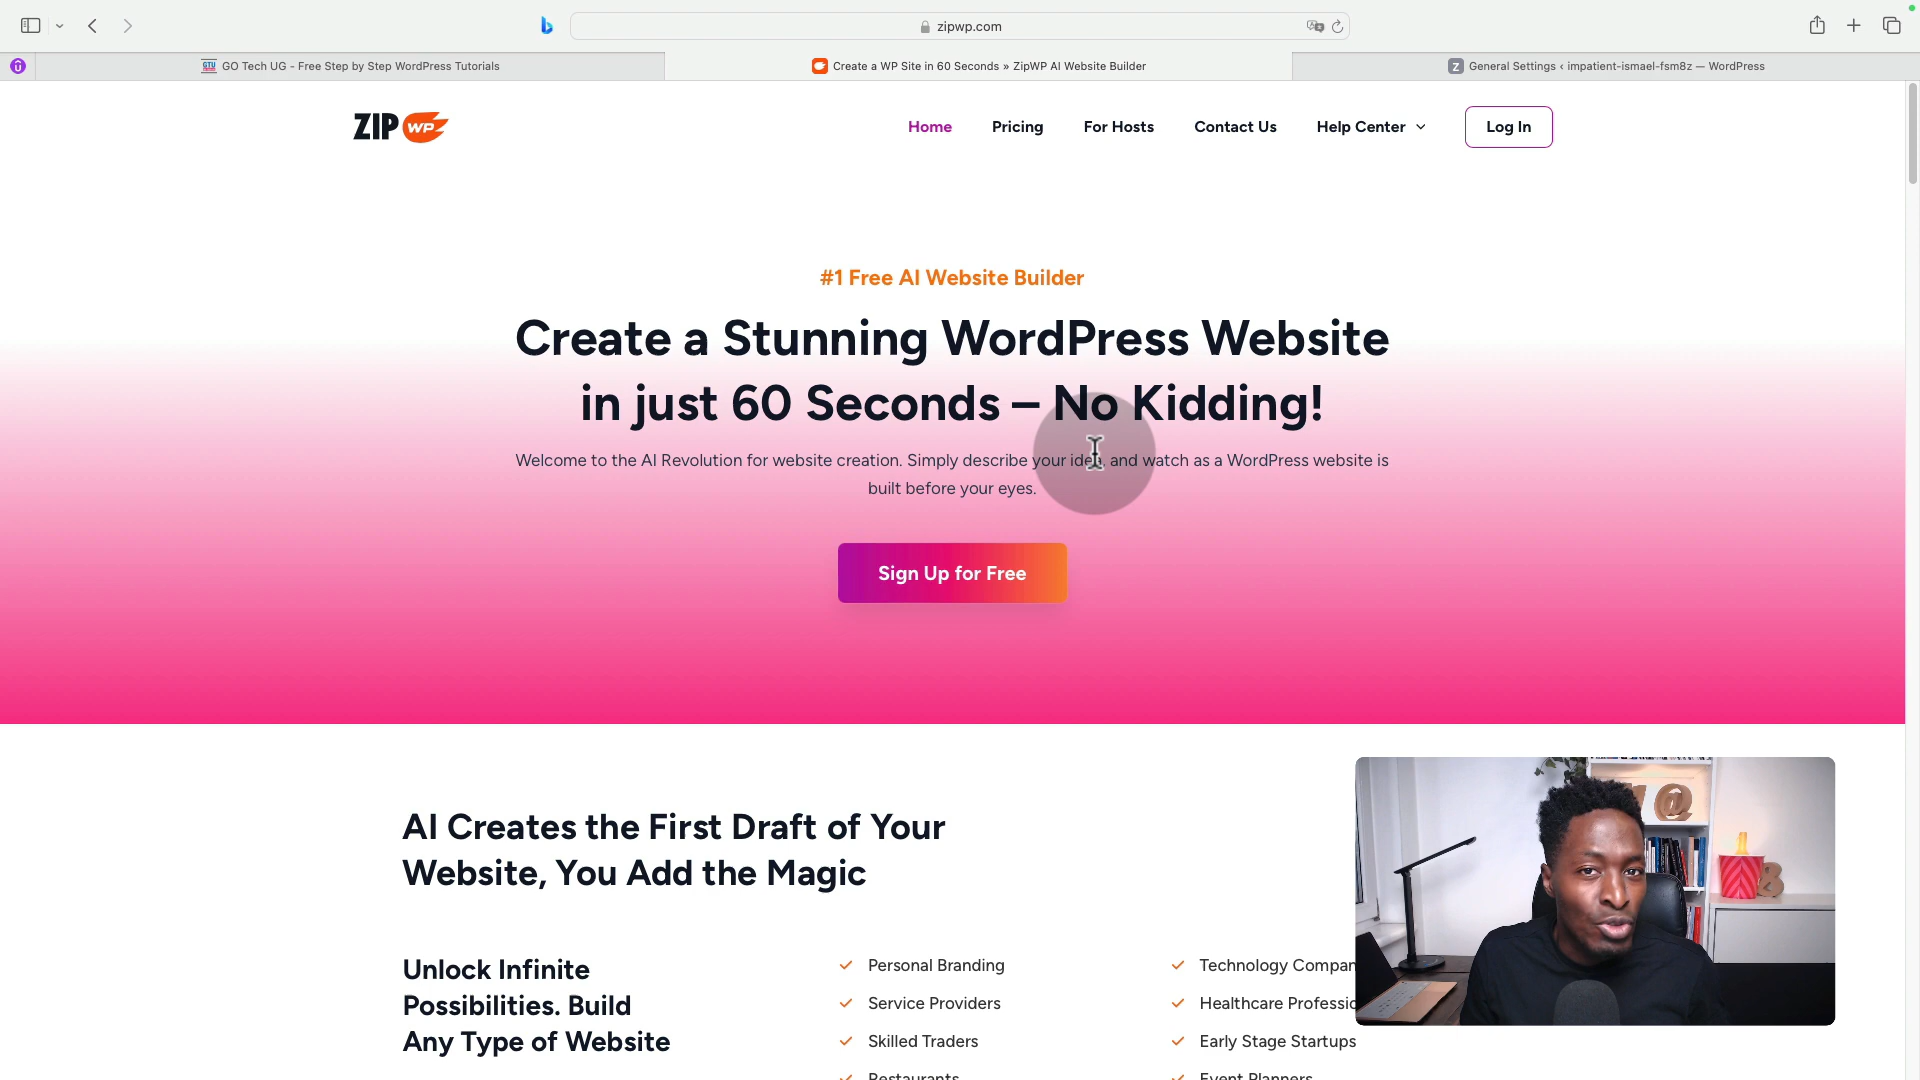 zipwp.com
GO Tech UG - Free Step by Step WordPress Tutorials
Create a WP Site in 60 Seconds » ZipWP AI Website Builder
Z General Settings ‹ impatient-ismael-fsm8z — WordPress
ZIP WP
Home
Pricing
For Hosts
Contact Us
Help Center
Log In
#1 Free AI Website Builder
Create a Stunning WordPress Website
in just 60 Seconds – No Kidding!
Welcome to the AI Revolution for website creation. Simply describe your idea, and watch as a WordPress website is
built before your eyes.
Sign Up for Free
AI Creates the First Draft of Your
Website, You Add the Magic
Unlock Infinite
Possibilities. Build
Any Type of Website
Personal Branding
Service Providers
Skilled Traders
Restaurants
Technology Compan
Healthcare Professio
Early Stage Startups
Event Planners
@
&